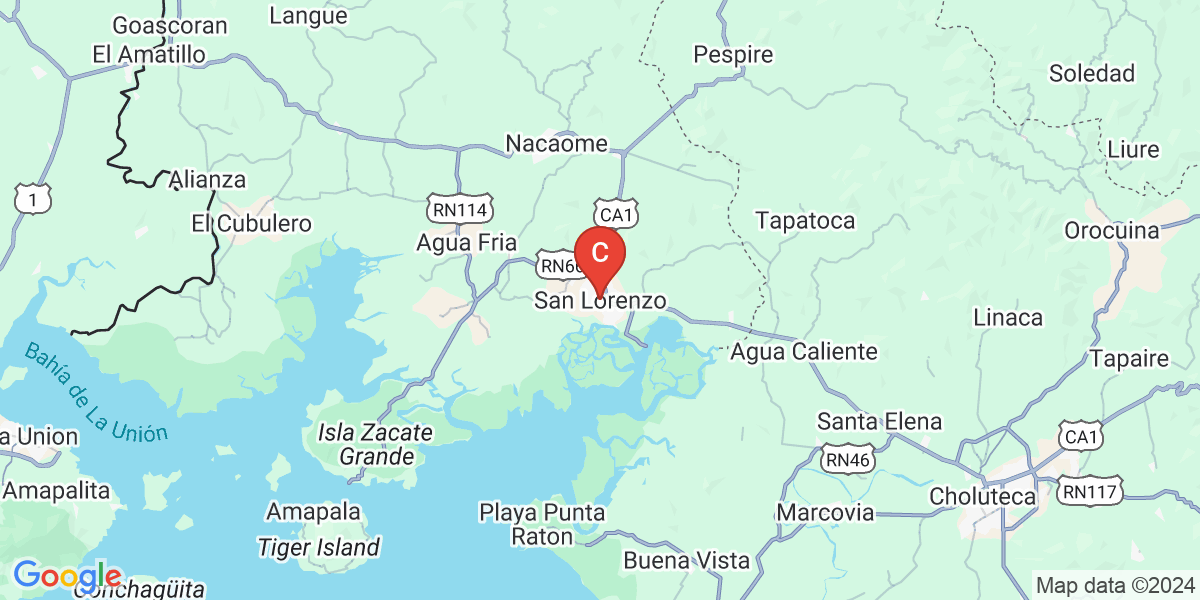 Langue
Goascoran
El Amatillo
Pespire
Soledad
Nacaome
Liure
Alianza
1
RN114
CA1
El Cubulero
Tapatoca
Orocuina
Agua Fria
C
San Lorenzo
Linaca
Bahía de La Unión
Agua Caliente
Tapaire
Isla Zacate
Grande
Santa Elena
a Union
CA1
RN46
Amapalita
Choluteca
RN117
Amapala
Playa Punta
Raton
Marcovia
Tiger Island
Buena Vista
Google
Conchagüita
Map data ©2024